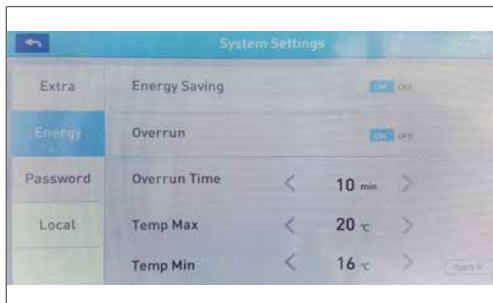 System Settings
Extra
Energy Saving
ON OFF
Energy
Overrun
ON OFF
Password
Overrun Time
< 10 min >
Local
Temp Max
< 20 ℃ >
Temp Min
< 16 ℃ >